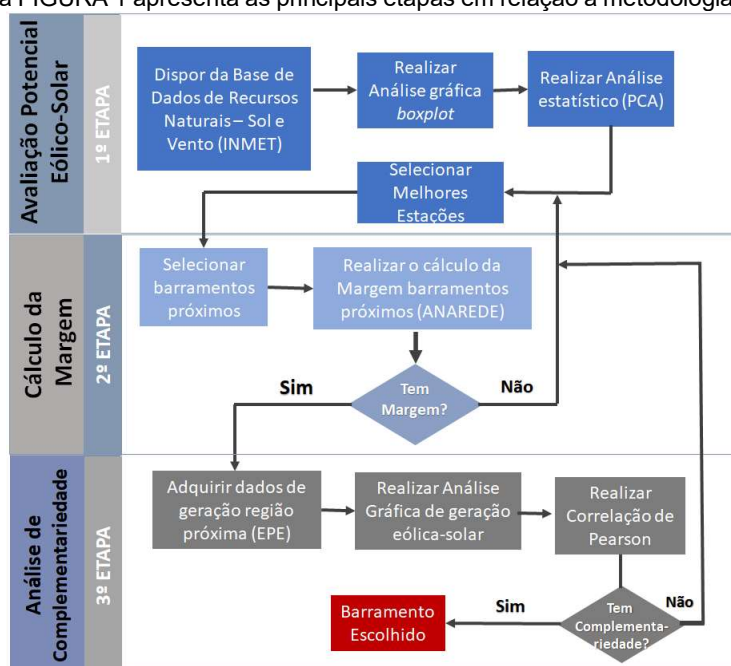 a FIGURA 1 apresenta as principais etapas em relação a metodologia
Avaliação Potencial
Eólico-Solar
1º ETAPA
Dispor da Base de
Dados de Recursos
Naturais – Sol e
Vento (INMET)
Realizar
Análise gráfica
boxplot
Realizar Análise
estatístico (PCA)
Selecionar
Melhores
Estações
Cálculo da
Margem
2º ETAPA
Selecionar
barramentos
próximos
Realizar o cálculo da
Margem barramentos
próximos (ANAREDE)
Sim
Tem
Margem?
Não
Análise de
Complementariedade
3º ETAPA
Adquirir dados de
geração região
próxima (EPE)
Realizar Análise
Gráfica de geração
eólica-solar
Realizar
Correlação de
Pearson
Barramento
Escolhido
Sim
Tem
Complementa-
riedade?
Não